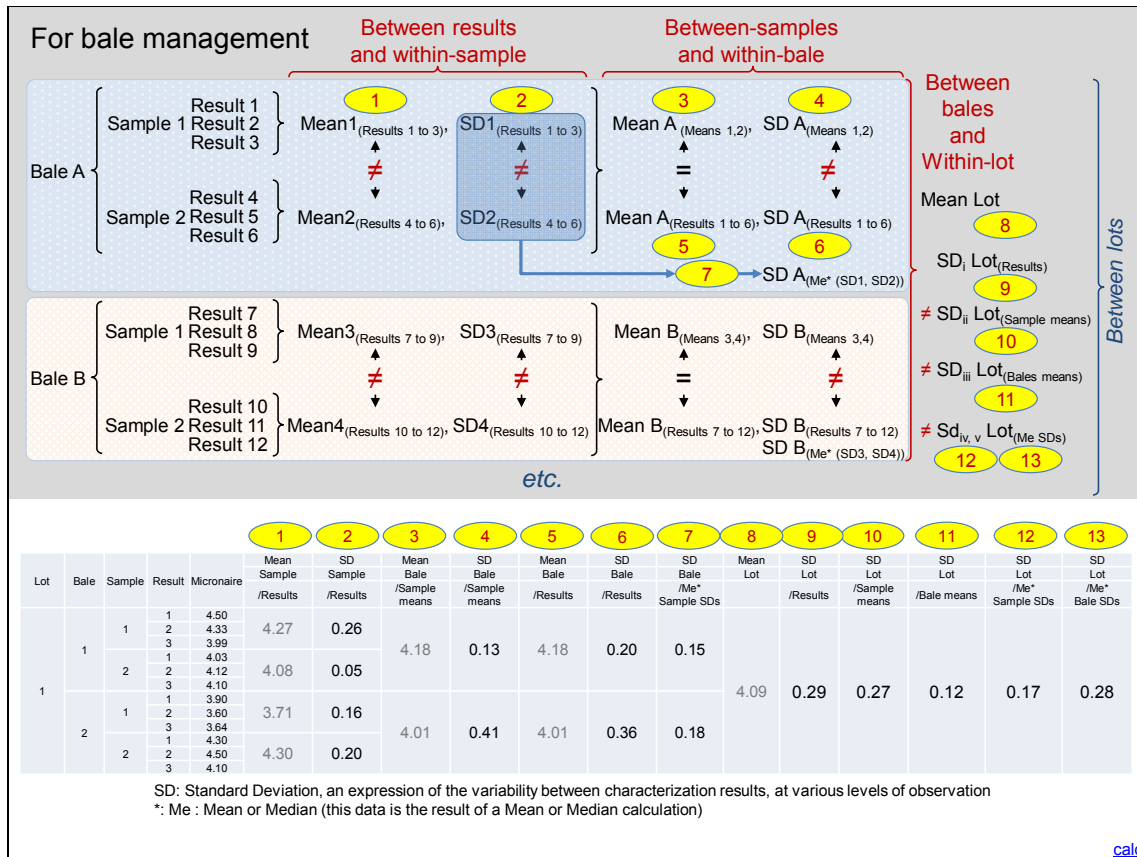 For bale management
Between results
and within-sample
Between-samples
and within-bale
Between
bales
and
Within-lot
Between lots
1
2
3
4
Bale A
Sample 1
Result 1
Result 2
Result 3
Mean1(Results 1 to 3), SD1(Results 1 to 3)
Mean A (Means 1,2) SD A(Means 1,2)
≠ ≠ = ≠
Sample 2
Result 4
Result 5
Result 6
Mean2(Results 4 to 6), SD2(Results 4 to 6)
Mean A(Results 1 to 6), SD A(Results 1 to 6)
5
6
7
SD A(Me* (SD1, SD2))
Bale B
Sample 1
Result 7
Result 8
Result 9
Mean3(Results 7 to 9), SD3(Results 7 to 9)
Mean B(Means 3,4) SD B(Means 3,4)
≠ ≠ = ≠
Sample 2
Result 10
Result 11
Result 12
Mean4(Results 10 to 12), SD4(Results 10 to 12)
Mean B(Results 7 to 12), SD B(Results 7 to 12)
SD B(Me* (SD3, SD4))
Mean Lot
8
SDi Lot(Results)
9
≠ SDii Lot(Sample means)
10
≠ SDiii Lot(Bales means)
11
≠ Sdiv, v Lot(Me SDs)
12 13
etc.
1 2 3 4 5 6 7 8 9 10 11 12 13
Mean SD Mean SD Mean SD SD Mean SD SD SD SD SD
Lot Bale Sample Result Micronaire
Sample Sample Bale Bale Bale Bale Bale Lot Lot Lot Lot Lot Lot
/Results /Results /Sample means /Sample means /Results /Results /Me* Sample SDs /Results /Sample means /Bale means /Me* Sample SDs /Me* Bale SDs
1 1 1 1 4.50 4.27 0.26 4.18 0.13 4.18 0.20 0.15 4.09 0.29 0.27 0.12 0.17 0.28
2 4.33
3 3.99
2 1 4.03 4.08 0.05
2 4.12
3 4.10
2 1 1 3.90 3.71 0.16 4.01 0.41 4.01 0.36 0.18
2 3.60
3 3.64
2 1 4.30 4.30 0.20
2 4.50
3 4.10
SD: Standard Deviation, an expression of the variability between characterization results, at various levels of observation
*: Me : Mean or Median (this data is the result of a Mean or Median calculation)
calc